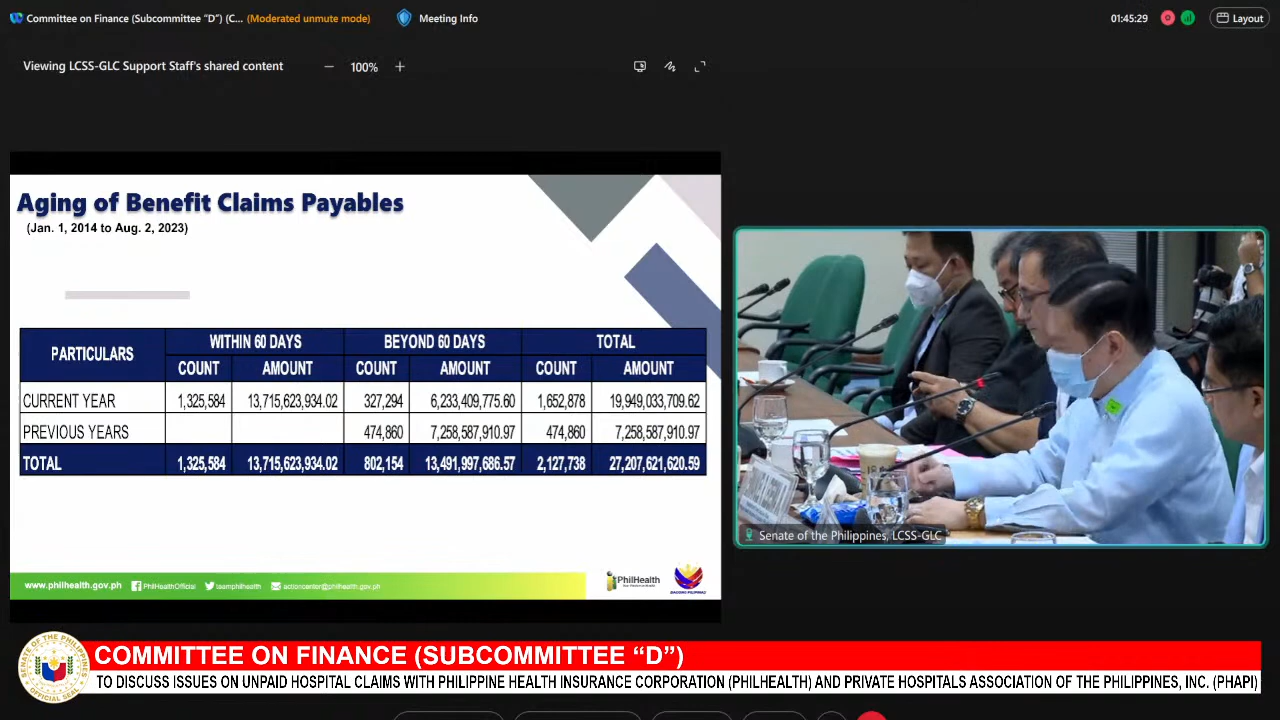 Committee on Finance (Subcommittee “D”) (C... (Moderated unmute mode) Meeting Info 01:45:29 Layout
Viewing LCSS-GLC Support Staff's shared content − 100% +
Aging of Benefit Claims Payables
(Jan. 1, 2014 to Aug. 2, 2023)
PARTICULARS WITHIN 60 DAYS BEYOND 60 DAYS TOTAL
COUNT AMOUNT COUNT AMOUNT COUNT AMOUNT
CURRENT YEAR 1,325,584 13,715,623,934.02 327,294 6,233,409,775.60 1,652,878 19,949,033,709.62
PREVIOUS YEARS 474,860 7,258,587,910.97 474,860 7,258,587,910.97
TOTAL 1,325,584 13,715,623,934.02 802,154 13,491,997,686.57 2,127,738 27,207,621,620.59
www.philhealth.gov.ph PhilHealthOfficial teamphilhealth actioncenter@philhealth.gov.ph PhilHealth
Senate of the Philippines, LCSS-GLC
SENATE OF THE PHILIPPINES
OFFICIAL SEAL
COMMITTEE ON FINANCE (SUBCOMMITTEE “D”)
TO DISCUSS ISSUES ON UNPAID HOSPITAL CLAIMS WITH PHILIPPINE HEALTH INSURANCE CORPORATION (PHILHEALTH) AND PRIVATE HOSPITALS ASSOCIATION OF THE PHILIPPINES, INC. (PHAPI)